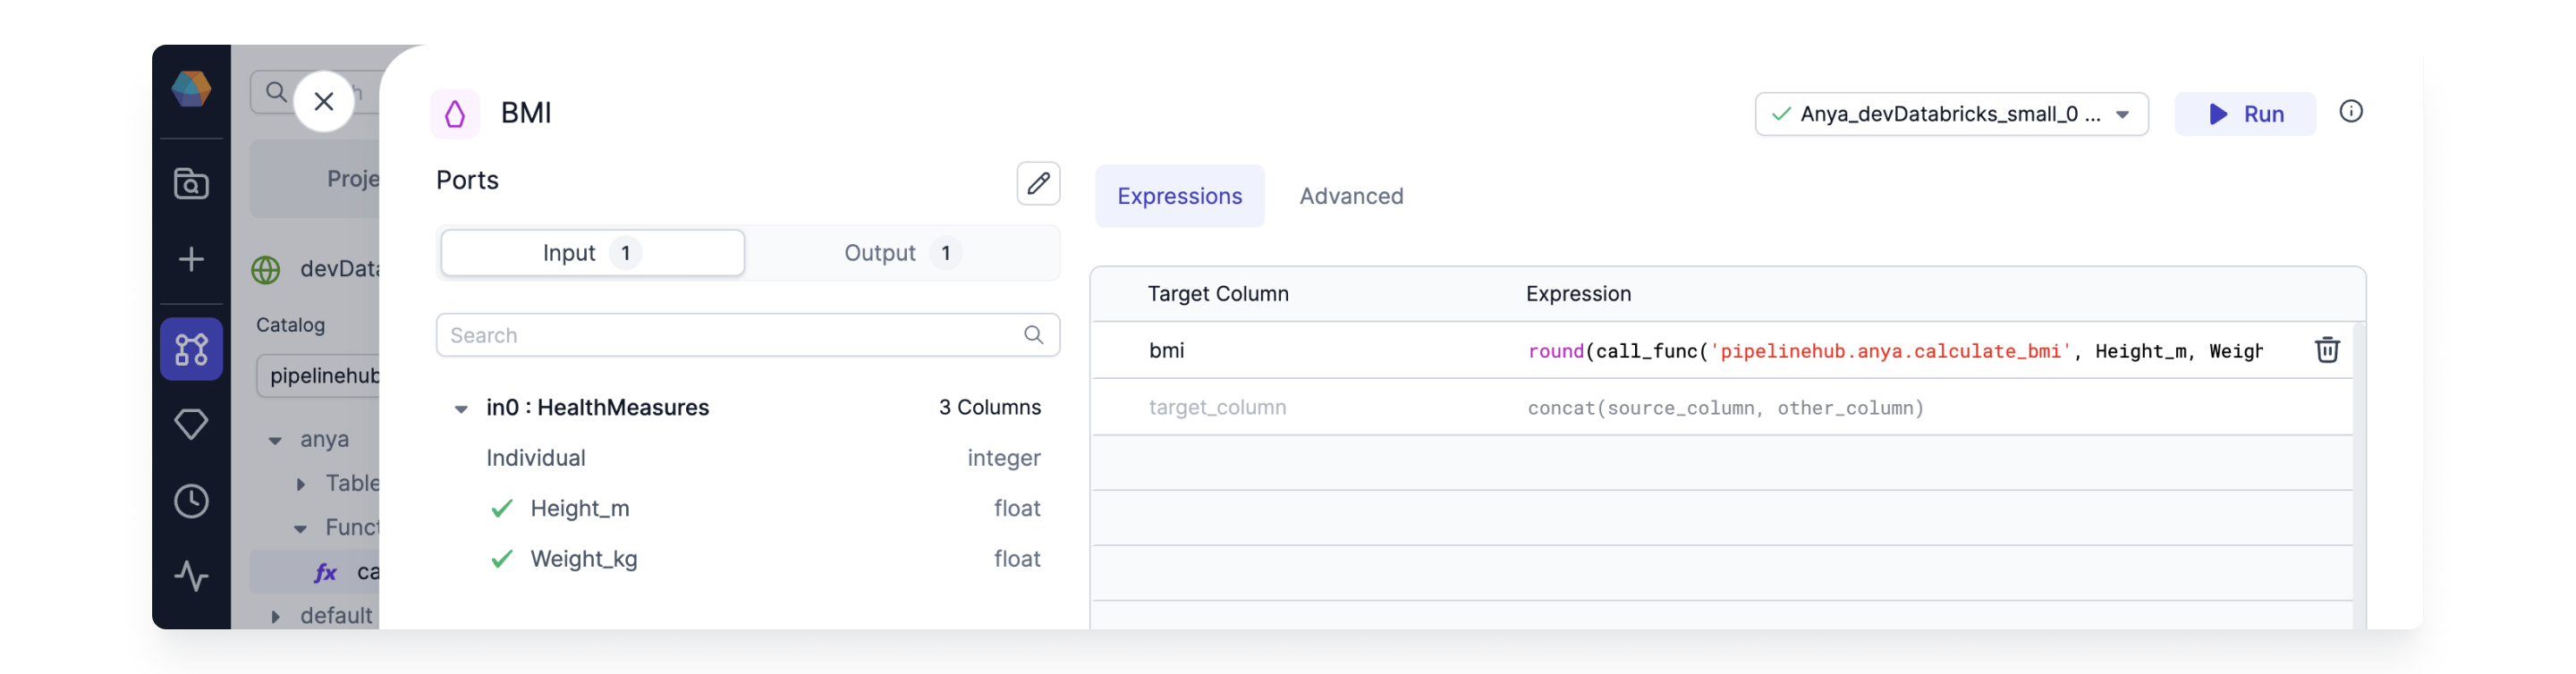 Proje
devData
Catalog
pipelinehub
anya
Table
Funct
fx ca
default
BMI
Anya_devDatabricks_small_0 ...
Run
Ports
Input 1
Output 1
Search
in0 : HealthMeasures 3 Columns
Individual integer
Height_m float
Weight_kg float
Expressions
Advanced
Target Column Expression
bmi round(call_func('pipelinehub.anya.calculate_bmi', Height_m, Weigh
target_column concat(source_column, other_column)